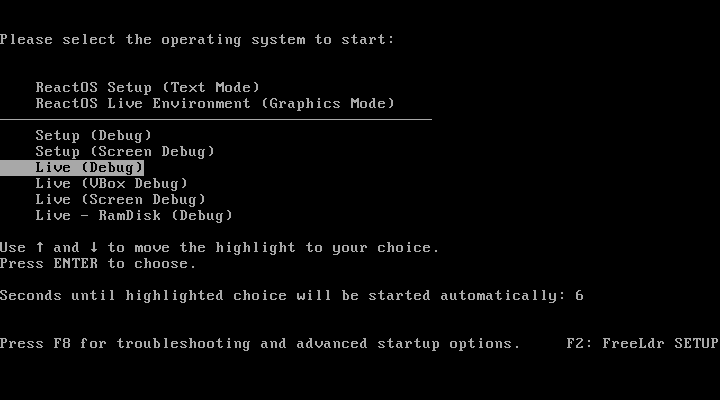 Please select the operating system to start:
ReactOS Setup (Text Mode)
ReactOS Live Environment (Graphics Mode)
Setup (Debug)
Setup (Screen Debug)
Live (Debug)
Live (VBox Debug)
Live (Screen Debug)
Live - RamDisk (Debug)
Use ↑ and ↓ to move the highlight to your choice.
Press ENTER to choose.
Seconds until highlighted choice will be started automatically: 6
Press F8 for troubleshooting and advanced startup options. F2: FreeLdr SETUP